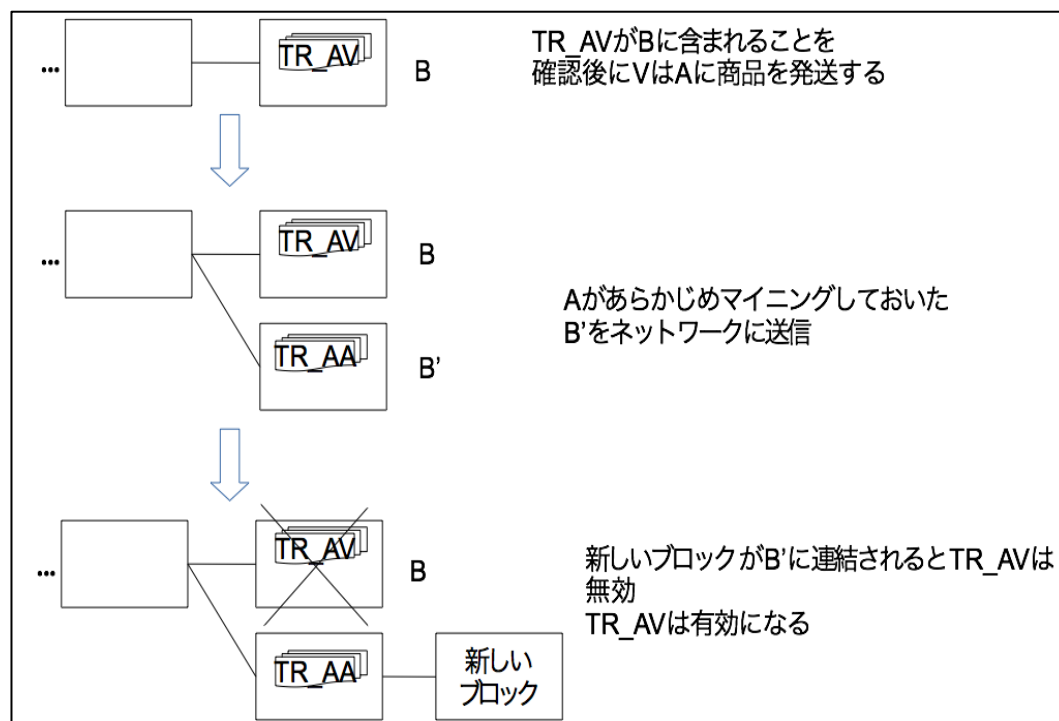 ...
TR_AV
B
TR_AVがBに含まれることを
確認後にVはAに商品を発送する
...
TR_AV
B
TR_AA
B'
Aがあらかじめマイニングしておいた
B'をネットワークに送信
...
TR_AV
B
TR_AA
新しい
ブロック
新しいブロックがB'に連結されるとTR_AVは
無効
TR_AVは有効になる